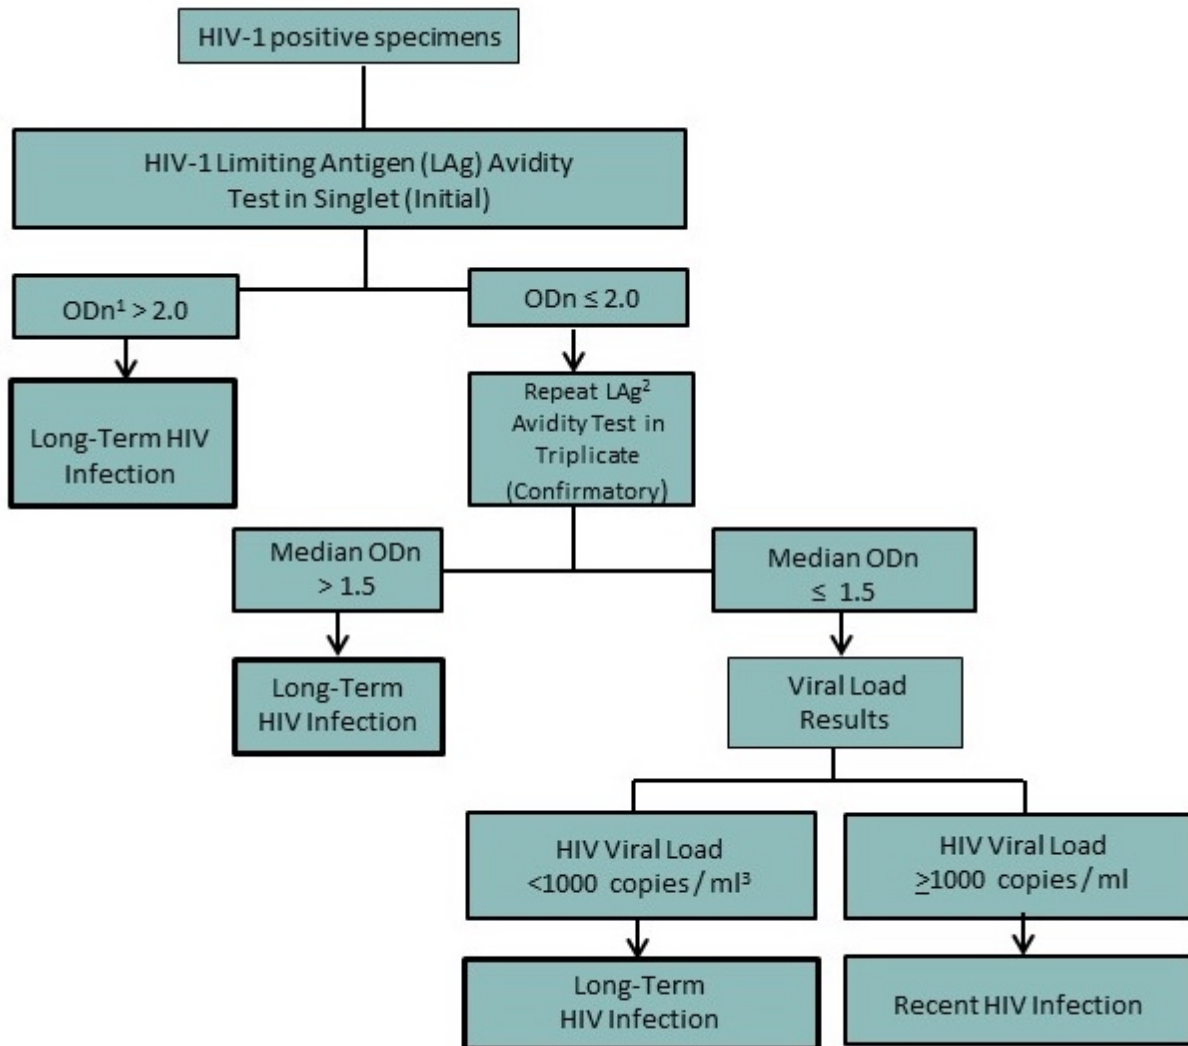 HIV-1 positive specimens
HIV-1 Limiting Antigen (LAg) Avidity
Test in Singlet (Initial)
ODn¹ > 2.0
ODn ≤ 2.0
Long-Term HIV
Infection
Repeat LAg²
Avidity Test in
Triplicate
(Confirmatory)
Median ODn
> 1.5
Median ODn
≤ 1.5
Long-Term
HIV Infection
Viral Load
Results
HIV Viral Load
<1000 copies / ml³
HIV Viral Load
≥1000 copies / ml
Long-Term
HIV Infection
Recent HIV Infection